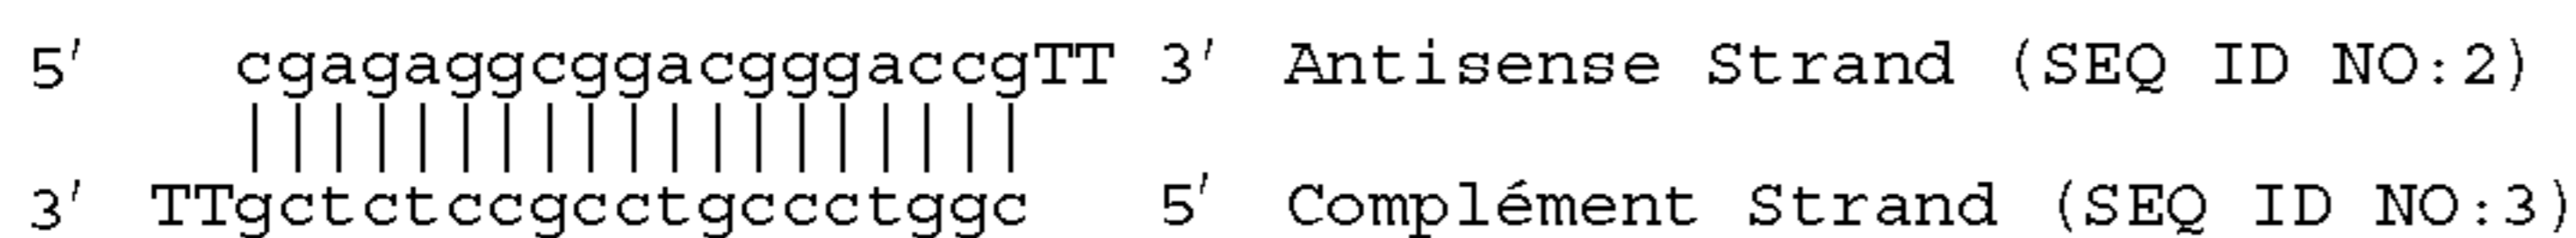 5′ cgagaggcggacgggaccgTT 3′ Antisense Strand (SEQ ID NO:2)
|||||||||||||||||||
3′ TTgctctccgcctgccctggc 5′ Complément Strand (SEQ ID NO:3)